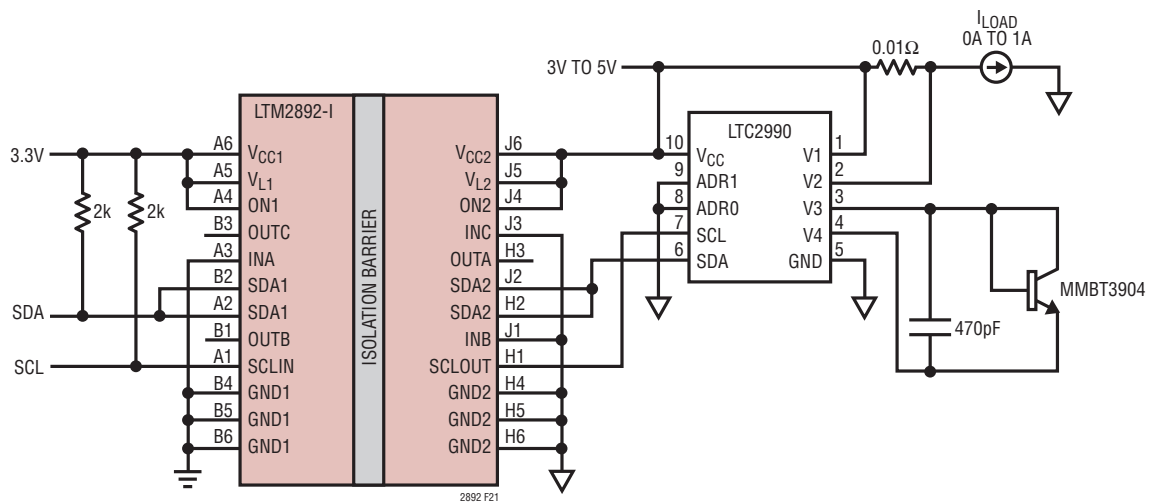 I LOAD
0A TO 1A
0.01Ω
3V TO 5V
LTM2892-I
LTC2990
3.3V
2k
2k
SDA
SCL
A6 VCC1
A5 VL1
A4 ON1
B3 OUTC
A3 INA
B2 SDA1
A2 SDA1
B1 OUTB
A1 SCLIN
B4 GND1
B5 GND1
B6 GND1
ISOLATION BARRIER
VCC2 J6
VL2 J5
ON2 J4
INC J3
OUTA H3
SDA2 J2
SDA2 H2
INB J1
SCLOUT H1
GND2 H4
GND2 H5
GND2 H6
10 VCC
9 ADR1
8 ADR0
7 SCL
6 SDA
V1 1
V2 2
V3 3
V4 4
GND 5
470pF
MMBT3904
2892 F21